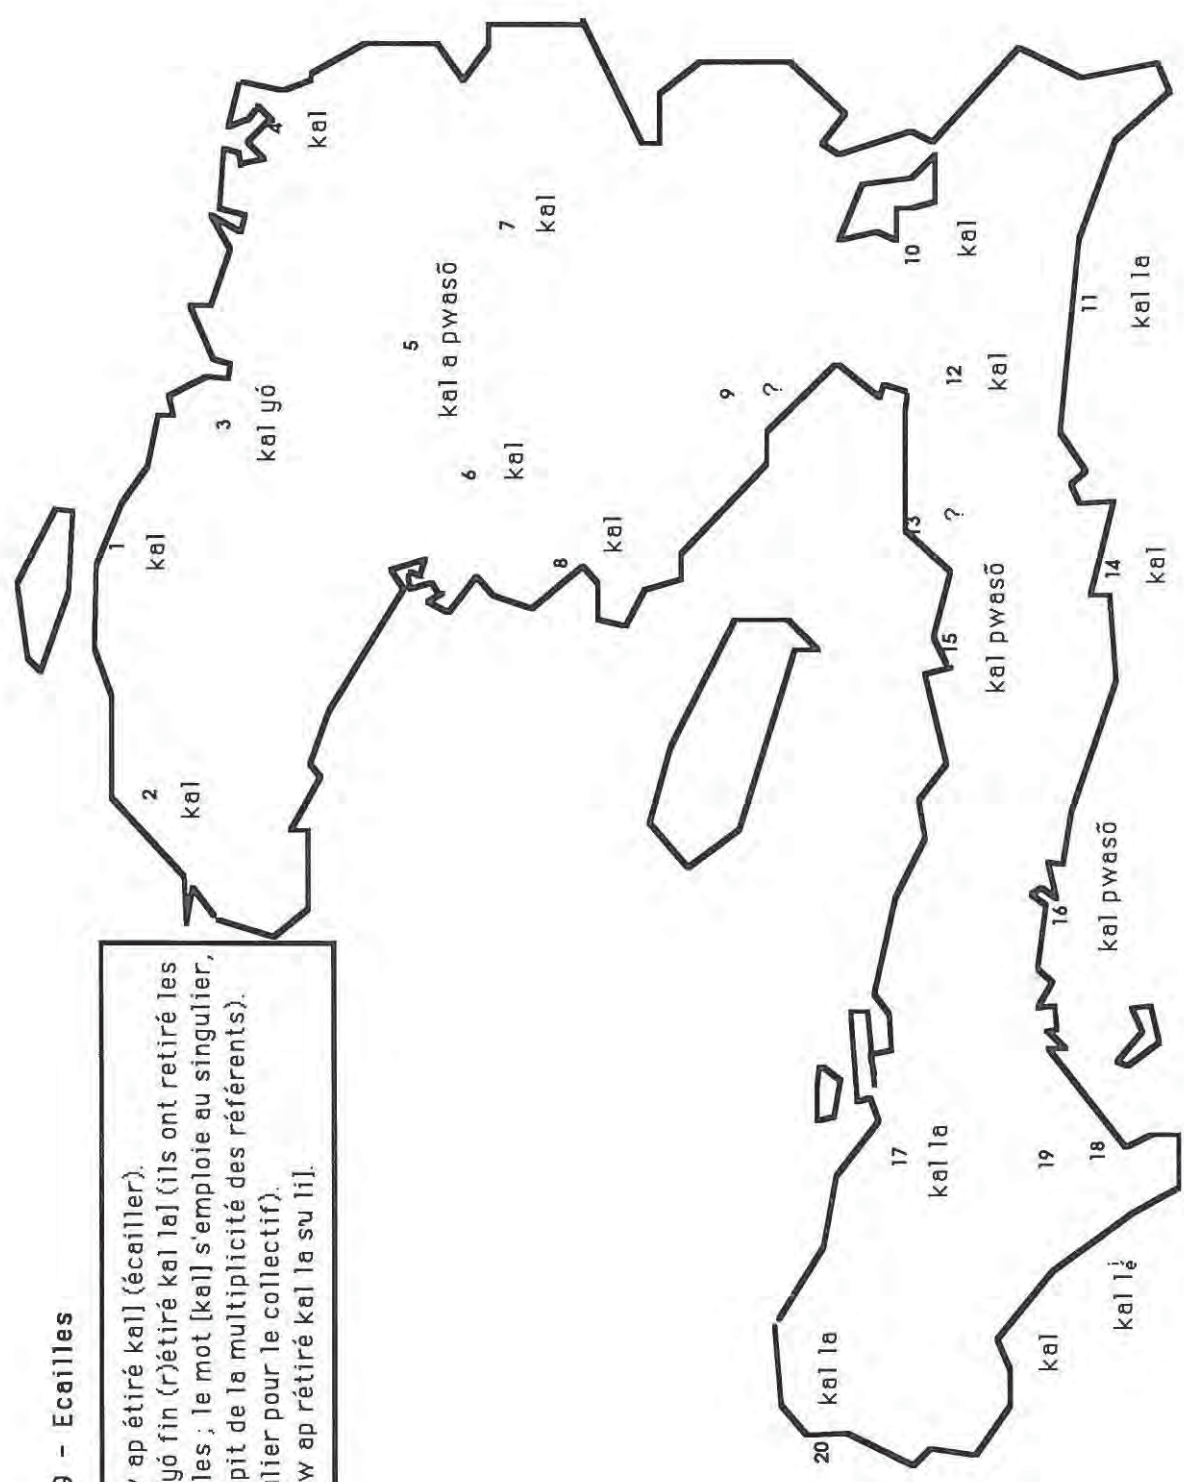 g - Ecailles
ap étiré kal] (écailler).
yó fin (r)étiré kal la] (ils ont retiré les
les ; le mot [kal] s'emploie au singulier,
pit de la multiplicité des référents).
lier pour le collectif).
w ap rétiré kal la su li].
1
kal
2
kal
3
kal yó
4
kal
5
kal a pwasõ
6
kal
7
kal
8
kal
9
?
10
kal
11
kal la
12
kal
13
?
14
kal
15
kal pwasõ
16
kal pwasõ
17
kal la
18
kal lé
i
19
kal
20
kal la